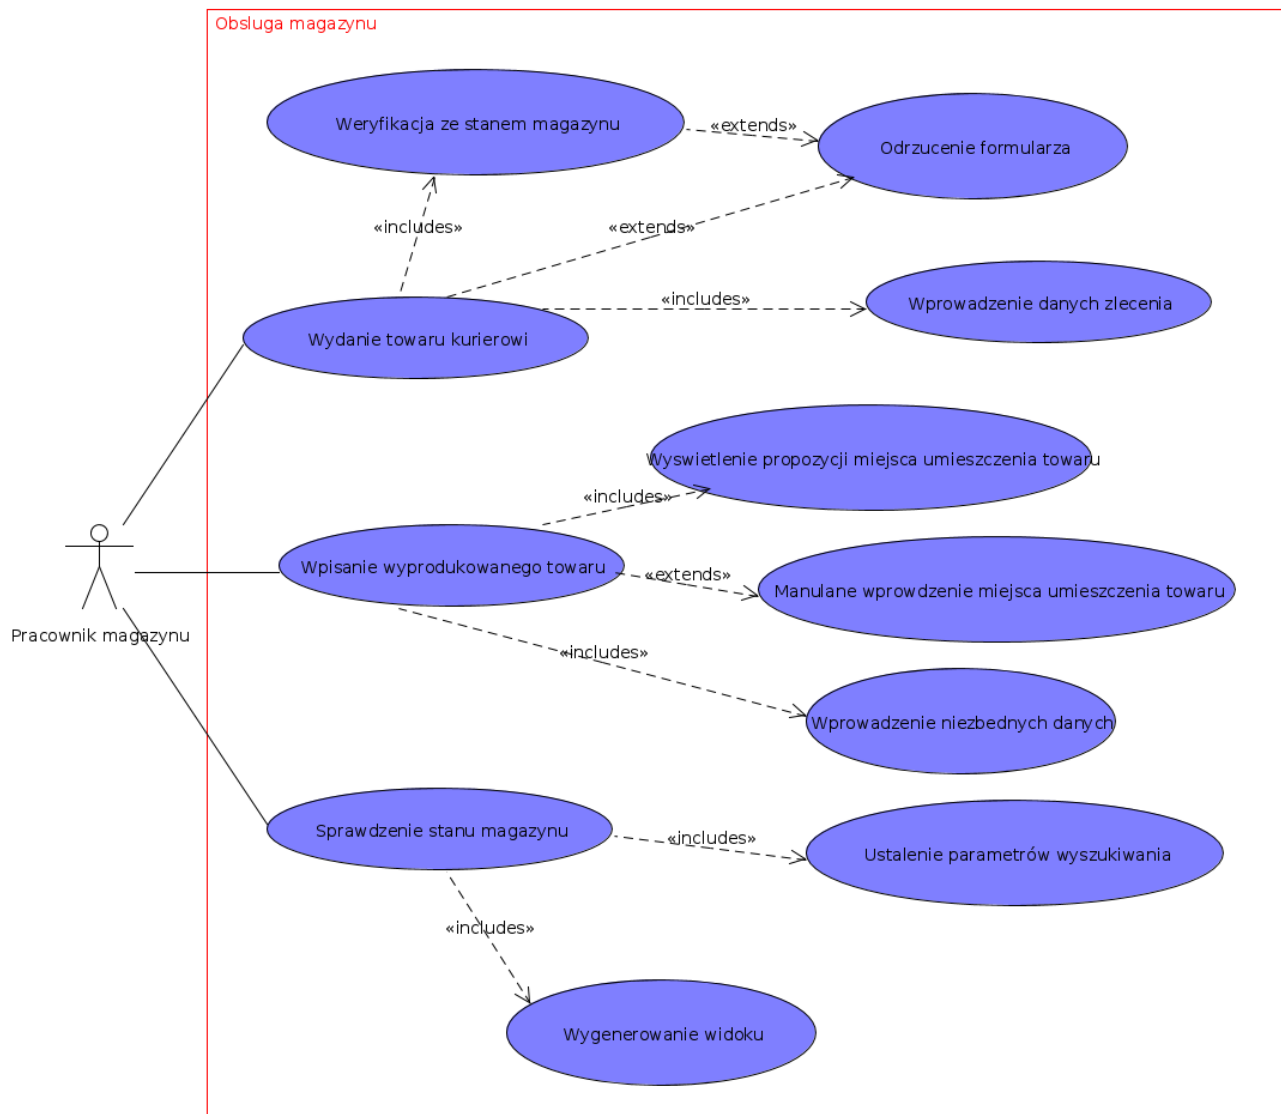 Obsluga magazynu
Weryfikacja ze stanem magazynu
«extends»
Odrzucenie formularza
«includes»
«extends»
«includes»
Wprowadzenie danych zlecenia
Wydanie towaru kurierowi
Wyswietlenie propozycji miejsca umieszczenia towaru
«includes»
Wpisanie wyprodukowanego towaru
«extends»
Manulane wprowdzenie miejsca umieszczenia towaru
Pracownik magazynu
«includes»
Wprowadzenie niezbednych danych
Sprawdzenie stanu magazynu
«includes»
Ustalenie parametrów wyszukiwania
«includes»
Wygenerowanie widoku